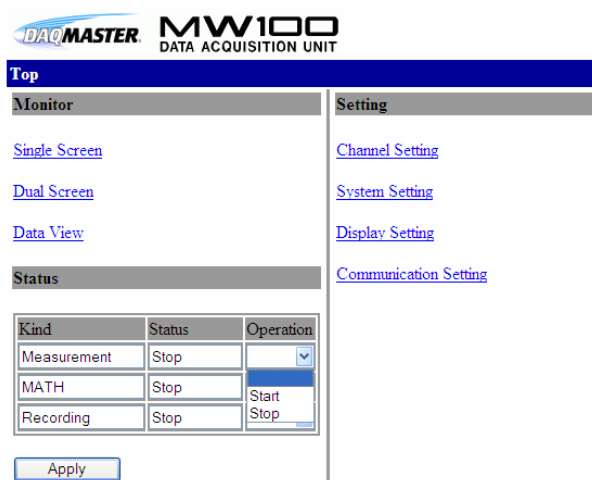 DAQMASTER. MW100
DATA ACQUISITION UNIT
Top
Monitor
Single Screen
Dual Screen
Data View
Status
Kind Status Operation
Measurement Stop
MATH Stop
Recording Stop
Start
Stop
Apply
Setting
Channel Setting
System Setting
Display Setting
Communication Setting